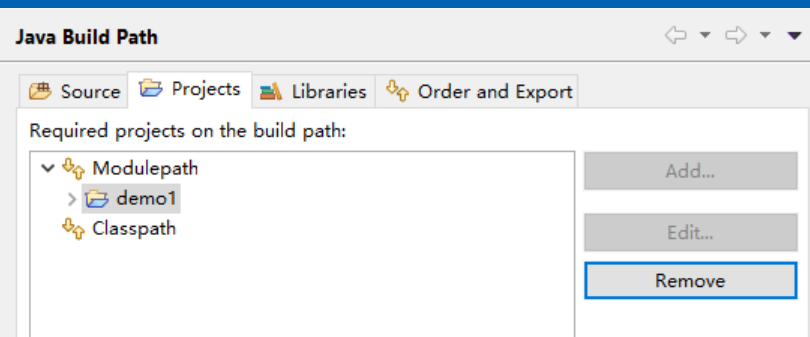 Java Build Path
Source Projects Libraries Order and Export
Required projects on the build path:
Modulepath
Add...
demo1
Classpath
Edit...
Remove